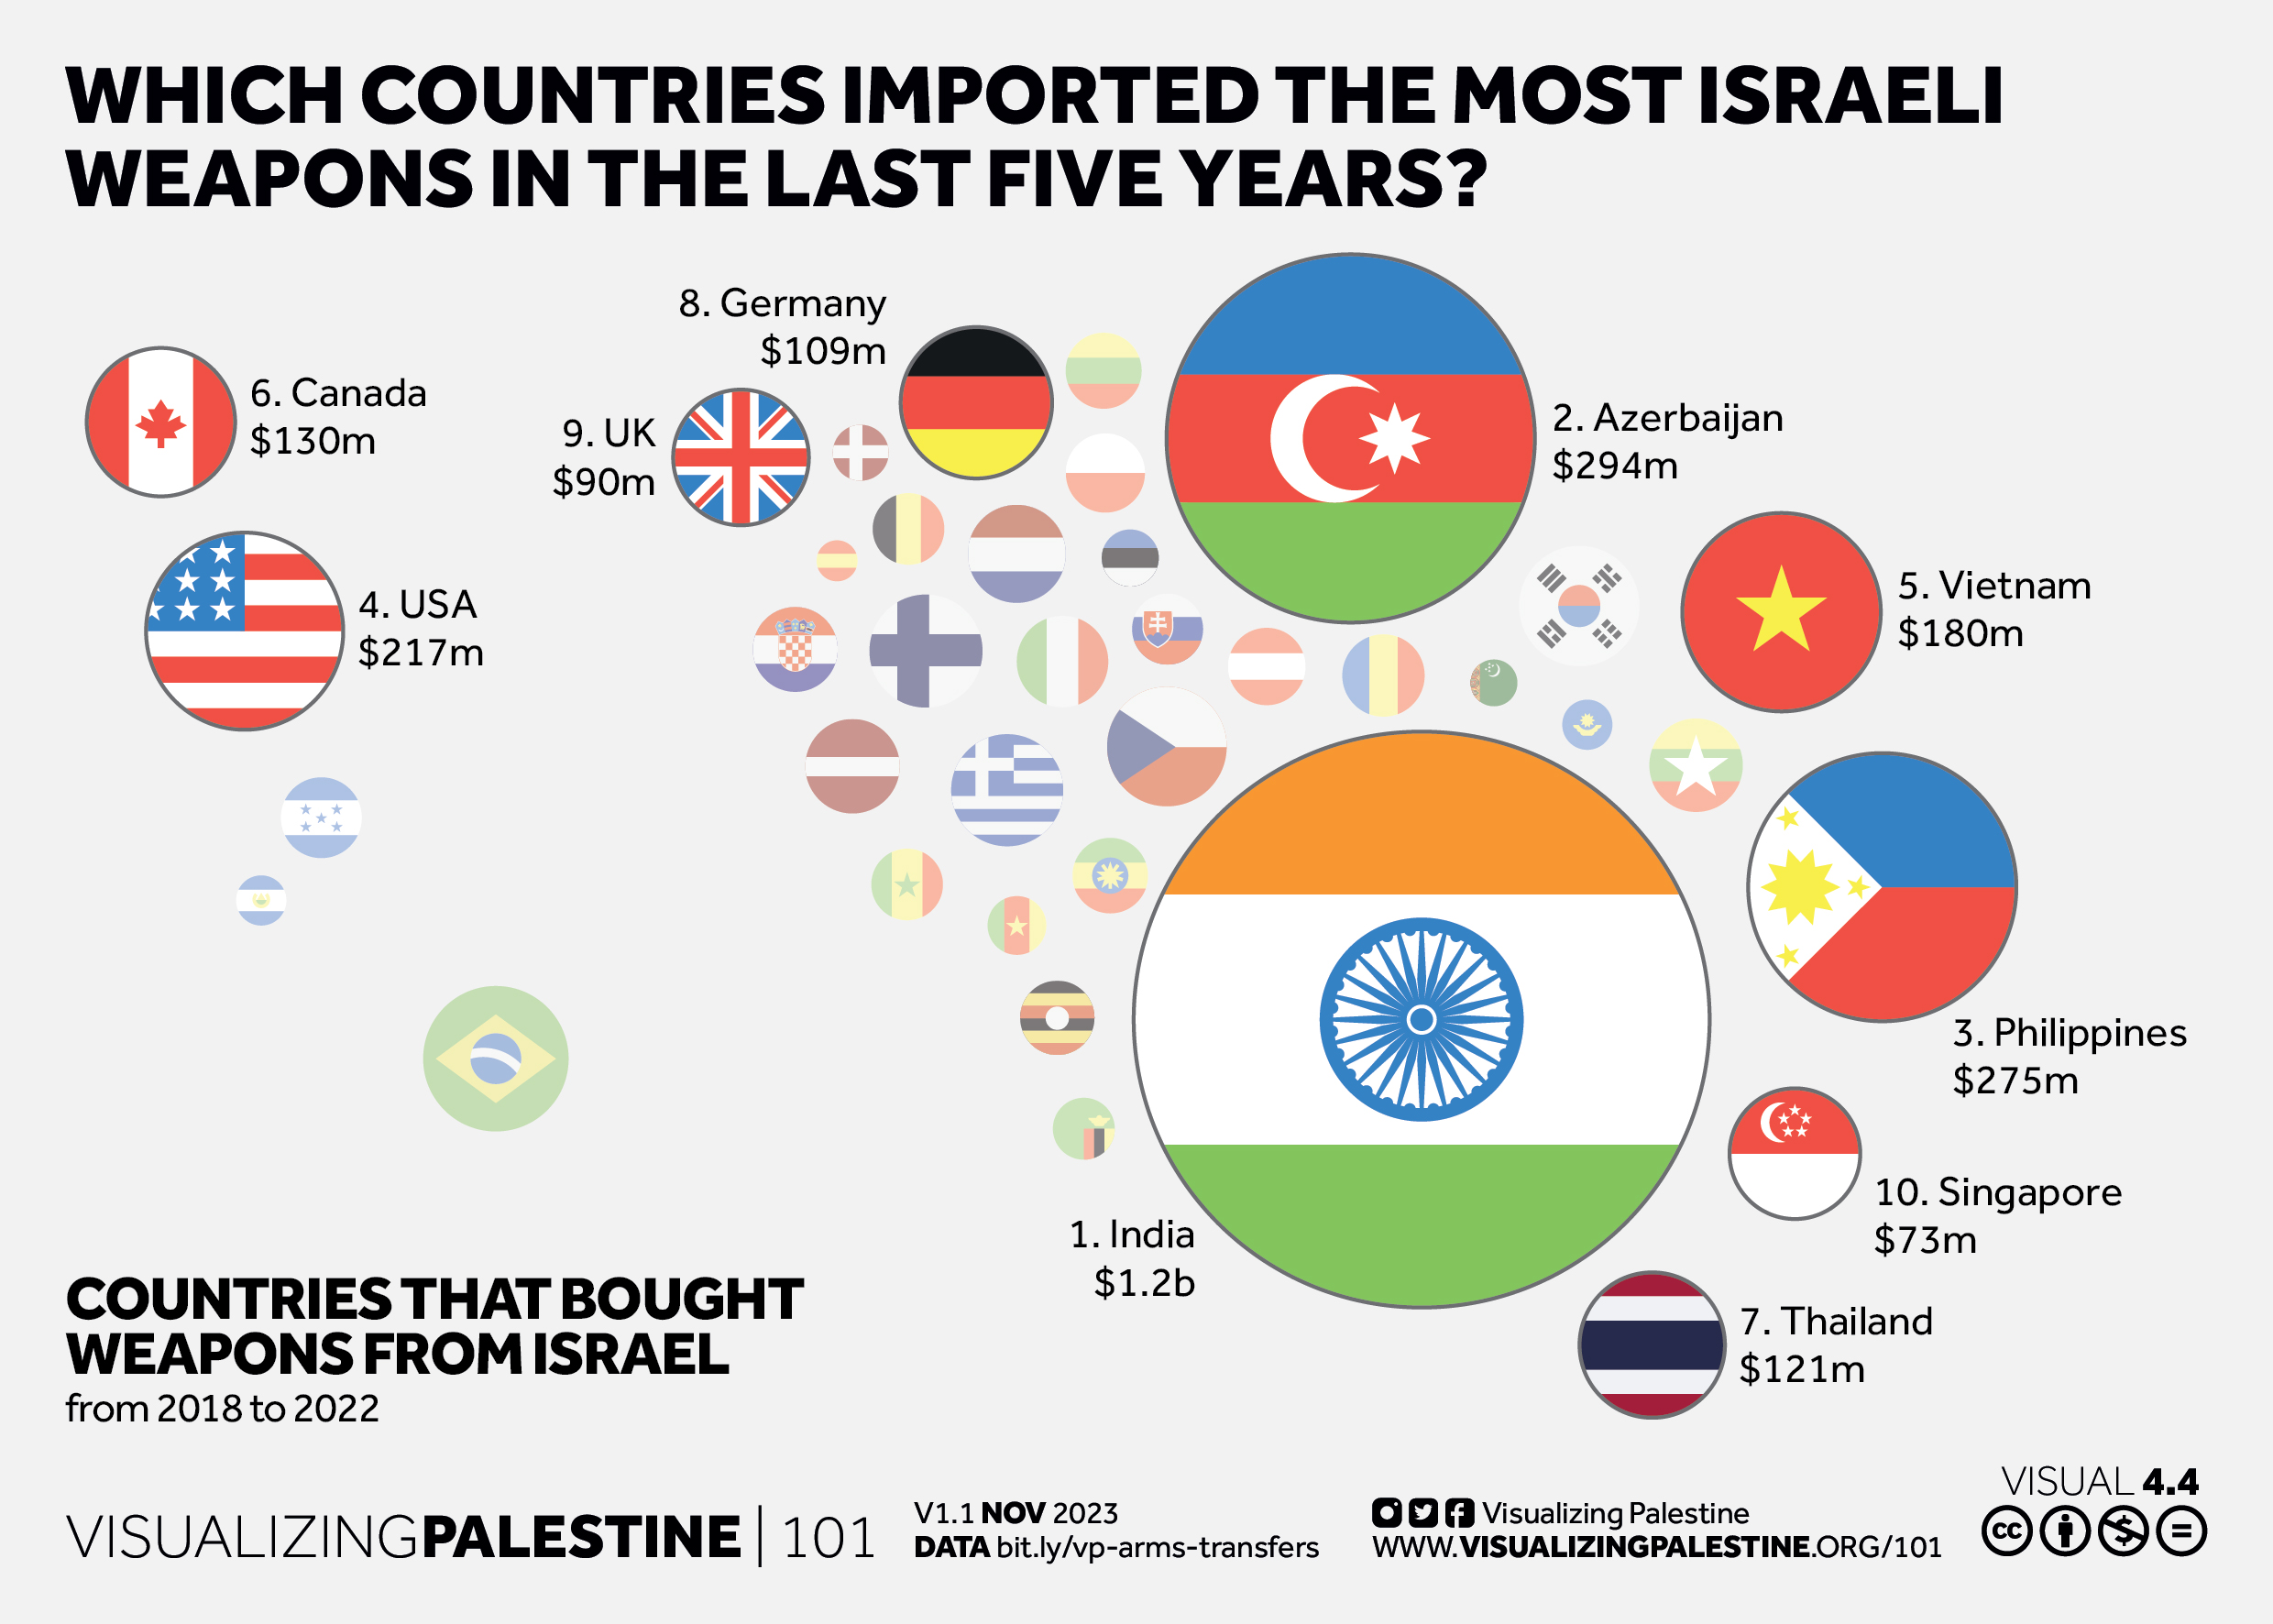 WHICH COUNTRIES IMPORTED THE MOST ISRAELI
WEAPONS IN THE LAST FIVE YEARS?
8. Germany
$109m
6. Canada
$130m
9. UK
$90m
2. Azerbaijan
$294m
4. USA
$217m
5. Vietnam
$180m
3. Philippines
$275m
10. Singapore
$73m
1. India
$1.2b
7. Thailand
$121m
COUNTRIES THAT BOUGHT
WEAPONS FROM ISRAEL
from 2018 to 2022
VISUALIZINGPALESTINE | 101
V1.1 NOV 2023
DATA bit.ly/vp-arms-transfers
Visualizing Palestine
WWW.VISUALIZINGPALESTINE.ORG/101
VISUAL 4.4
cc